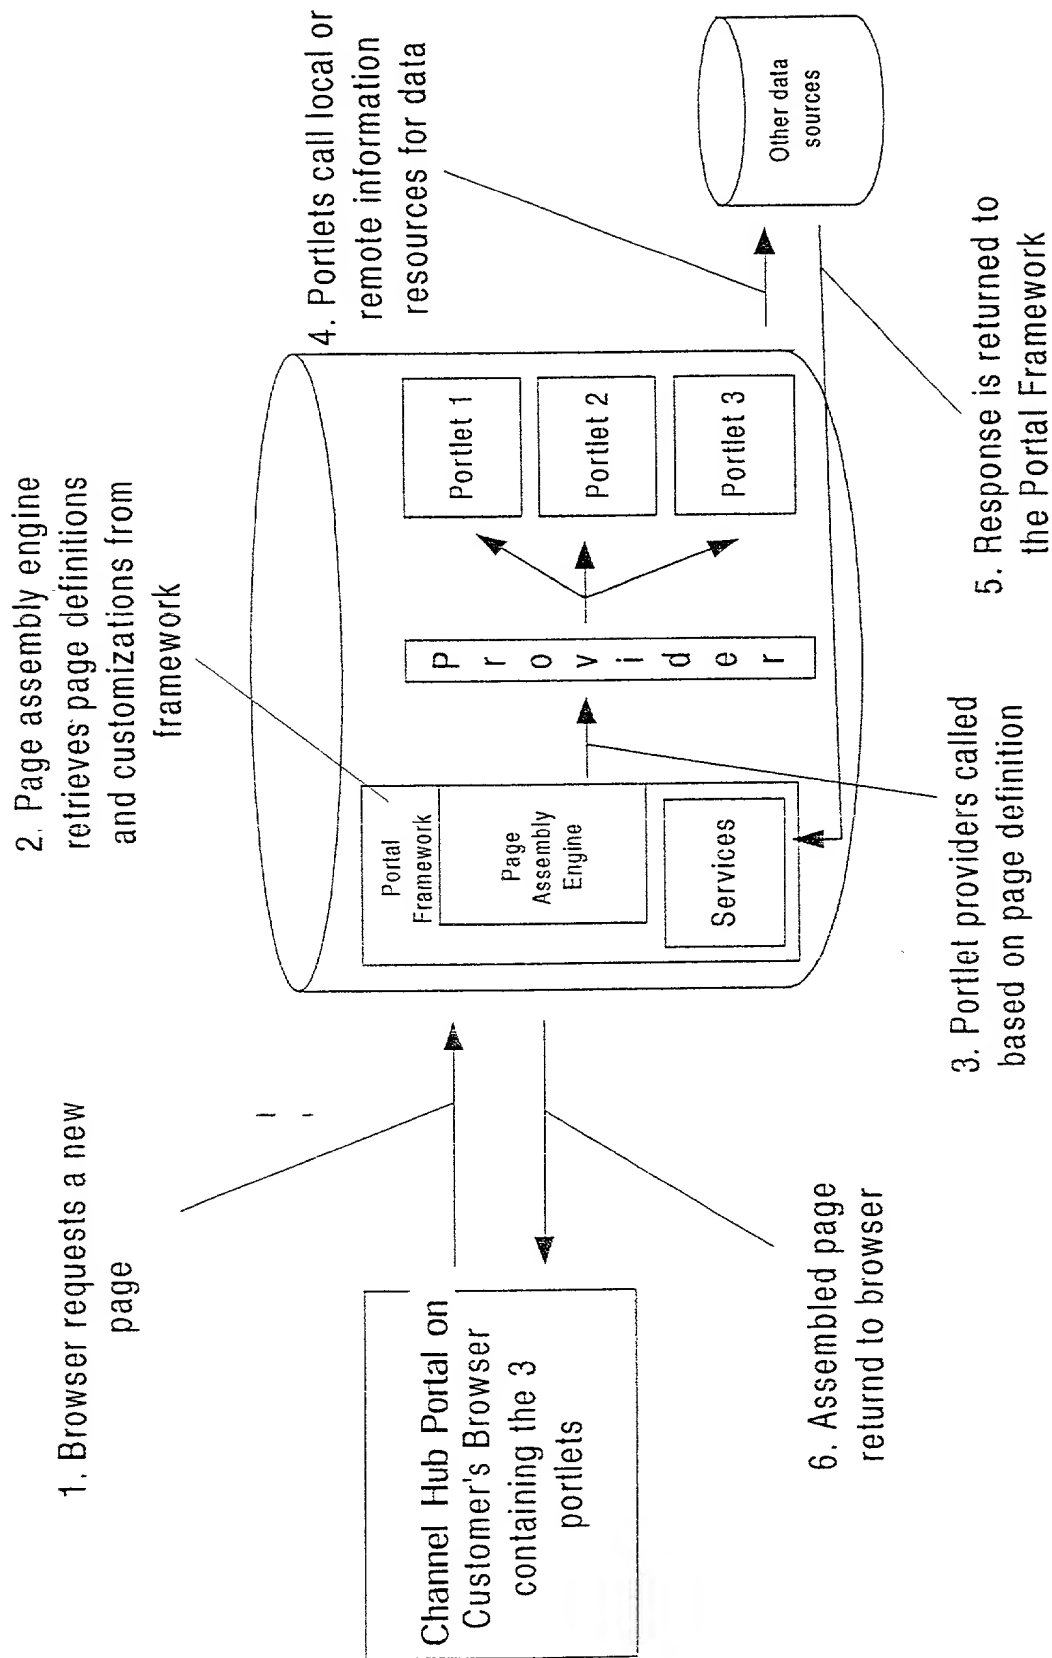 1. Browser requests a new
page
2. Page assembly engine
retrieves page definitions
and customizations from
framework
4. Portlets call local or
remote information
resources for data
Channel Hub Portal on
Customer's Browser
containing the 3
portlets
Portal
Framework
Page
Assembly
Engine
Services
Provider
Portlet 1
Portlet 2
Portlet 3
Other data
sources
6. Assembled page
returnd to browser
3. Portlet providers called
based on page definition
5. Response is returned to
the Portal Framework